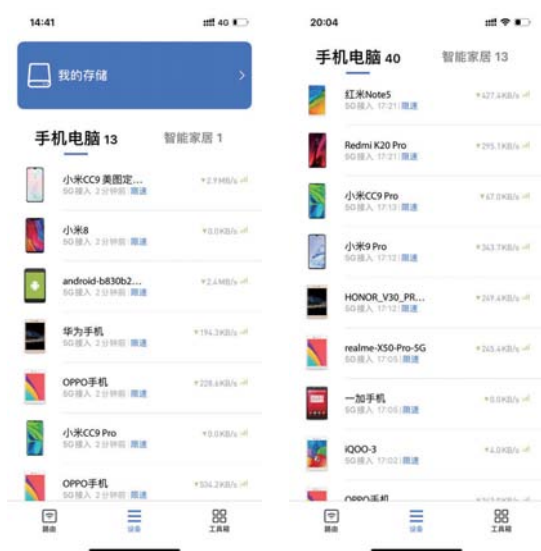 14:41
4G
我的存储
手机电脑 13
智能家居 1
小米CC9 美图定...
5G接入 2分钟前 限速
2.9MB/s
小米8
5G接入 2分钟前 限速
0.0KB/s
android-b830b2...
5G接入 2分钟前 限速
2.4MB/s
华为手机
5G接入 2分钟前 限速
194.3KB/s
OPPO手机
5G接入 2分钟前 限速
228.6KB/s
小米CC9 Pro
5G接入 2分钟前 限速
0.0KB/s
OPPO手机
5G接入 2分钟前 限速
504.2KB/s
路由
设备
工具箱
20:04
手机电脑 40
智能家居 13
红米Note5
5G接入 17:21 | 限速
427.4KB/s
Redmi K20 Pro
5G接入 17:21 | 限速
295.1KB/s
小米CC9 Pro
5G接入 17:13 | 限速
67.0KB/s
小米9 Pro
5G接入 17:12 | 限速
343.7KB/s
HONOR_V30_PR...
5G接入 17:12 | 限速
249.4KB/s
realme-X50-Pro-5G
5G接入 17:05 | 限速
245.4KB/s
一加手机
5G接入 17:05 | 限速
0.0KB/s
iQOO-3
5G接入 17:02 | 限速
4.0KB/s
OPPO手机
路由
设备
工具箱